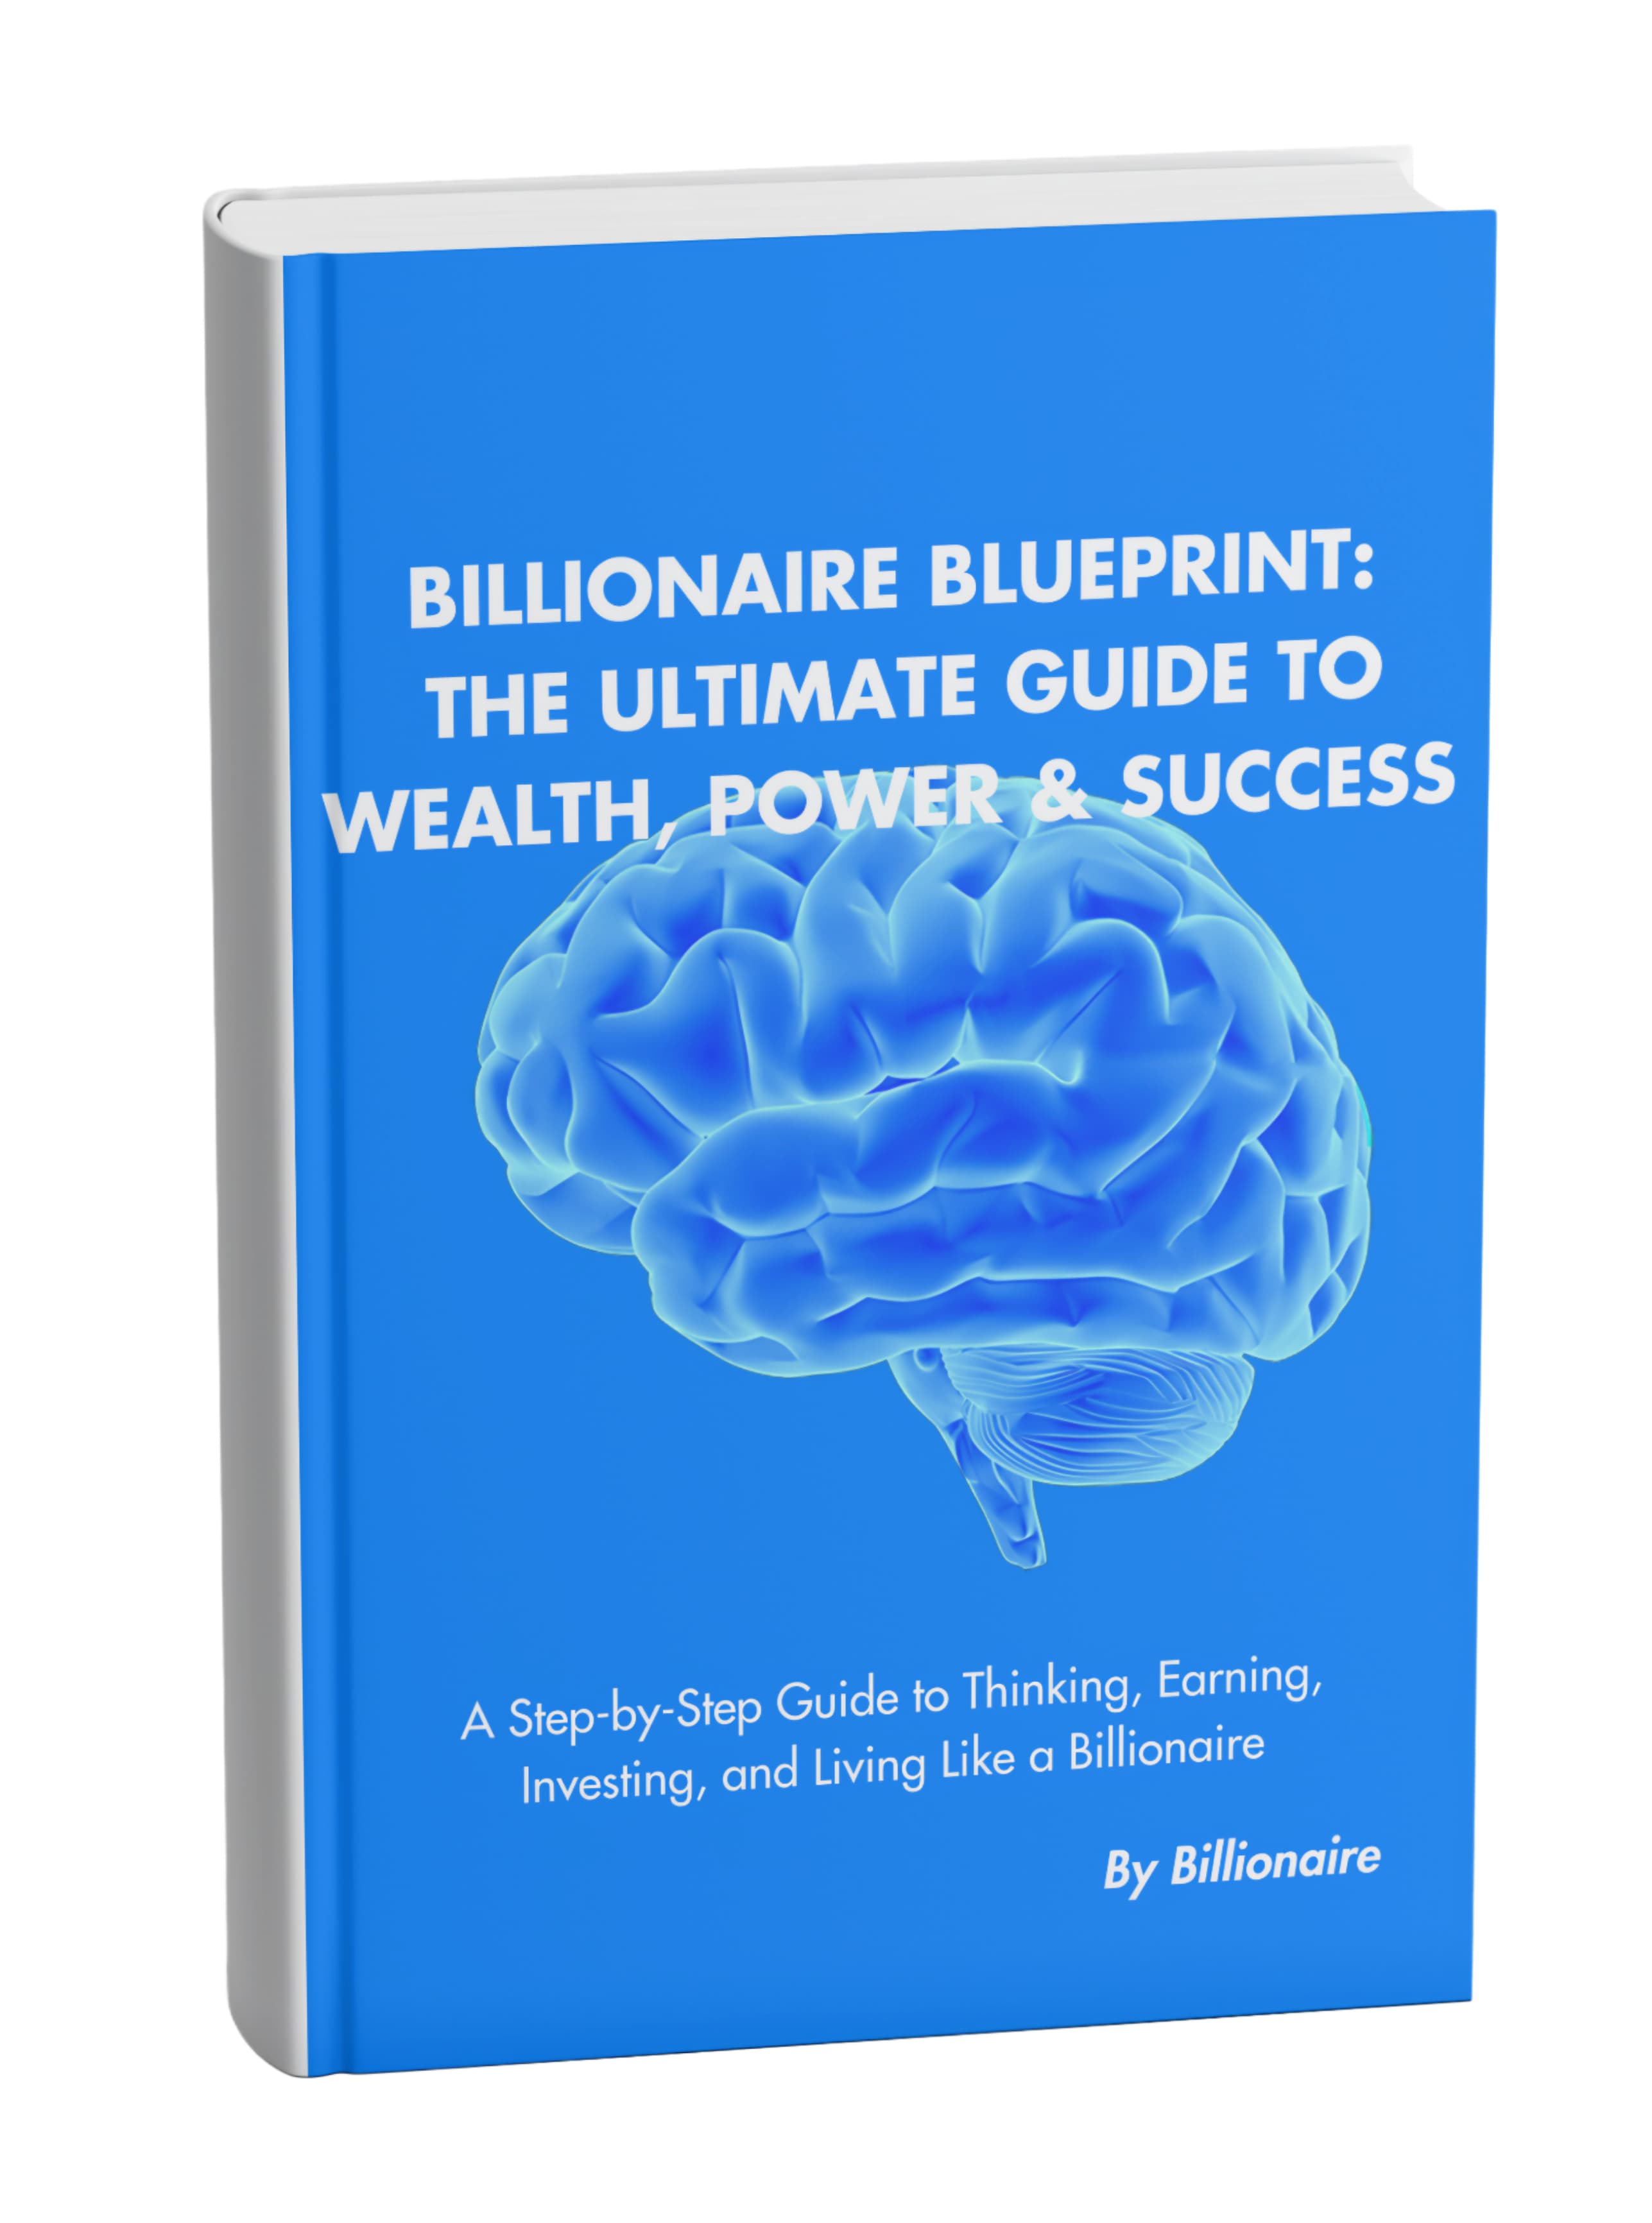 BILLIONAIRE BLUEPRINT:
THE ULTIMATE GUIDE TO
WEALTH, POWER & SUCCESS
A Step-by-Step Guide to Thinking, Earning,
Investing, and Living Like a Billionaire
By Billionaire